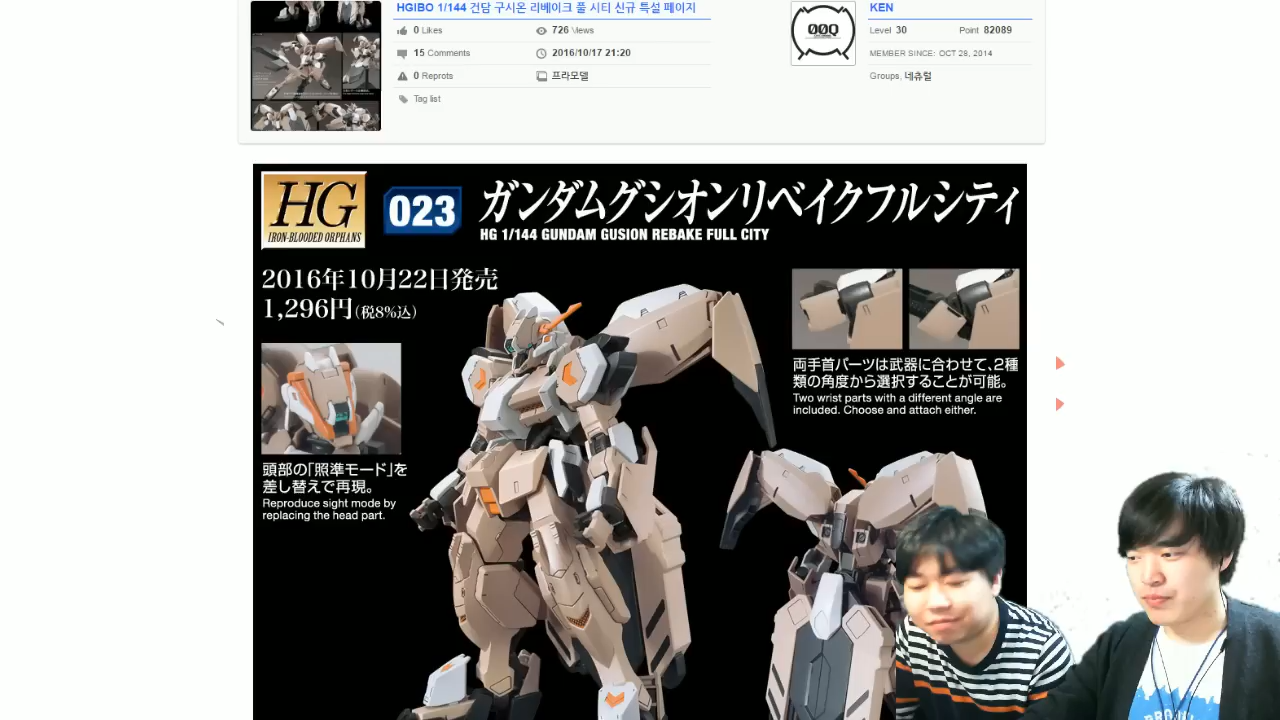 HGIBO 1/144 건담 구시온 리베이크 풀 시티 신규 특설 페이지
0 Likes
726 Views
15 Comments
2016/10/17 21:20
0 Reprots
프라모델
Tag list
00Q
KEN
Level 30
Point 82089
MEMBER SINCE: OCT 28, 2014
Groups, 네츄럴
HG
IRON-BLOODED ORPHANS
023
ガンダムグシオンリベイクフルシティ
HG 1/144 GUNDAM GUSION REBAKE FULL CITY
2016年10月22日発売
1,296円(税8%込)
両手首パーツは武器に合わせて、2種
類の角度から選択することが可能。
Two wrist parts with a different angle are
included. Choose and attach either.
頭部の「照準モード」を
差し替えで再現。
Reproduce sight mode by
replacing the head part.